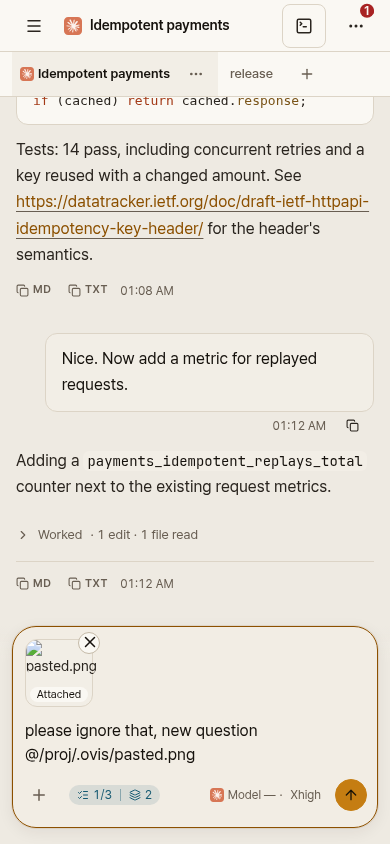 Idempotent payments
1
Idempotent payments
release
if (cached) return cached.response;
Tests: 14 pass, including concurrent retries and a
key reused with a changed amount. See
https://datatracker.ietf.org/doc/draft-ietf-httpapi-
idempotency-key-header/ for the header's
semantics.
MD TXT 01:08 AM
Nice. Now add a metric for replayed
requests.
01:12 AM
Adding a payments_idempotent_replays_total
counter next to the existing request metrics.
Worked · 1 edit · 1 file read
MD TXT 01:12 AM
pasted.png
Attached
please ignore that, new question
@/proj/.ovis/pasted.png
1/3 2 Model — · Xhigh